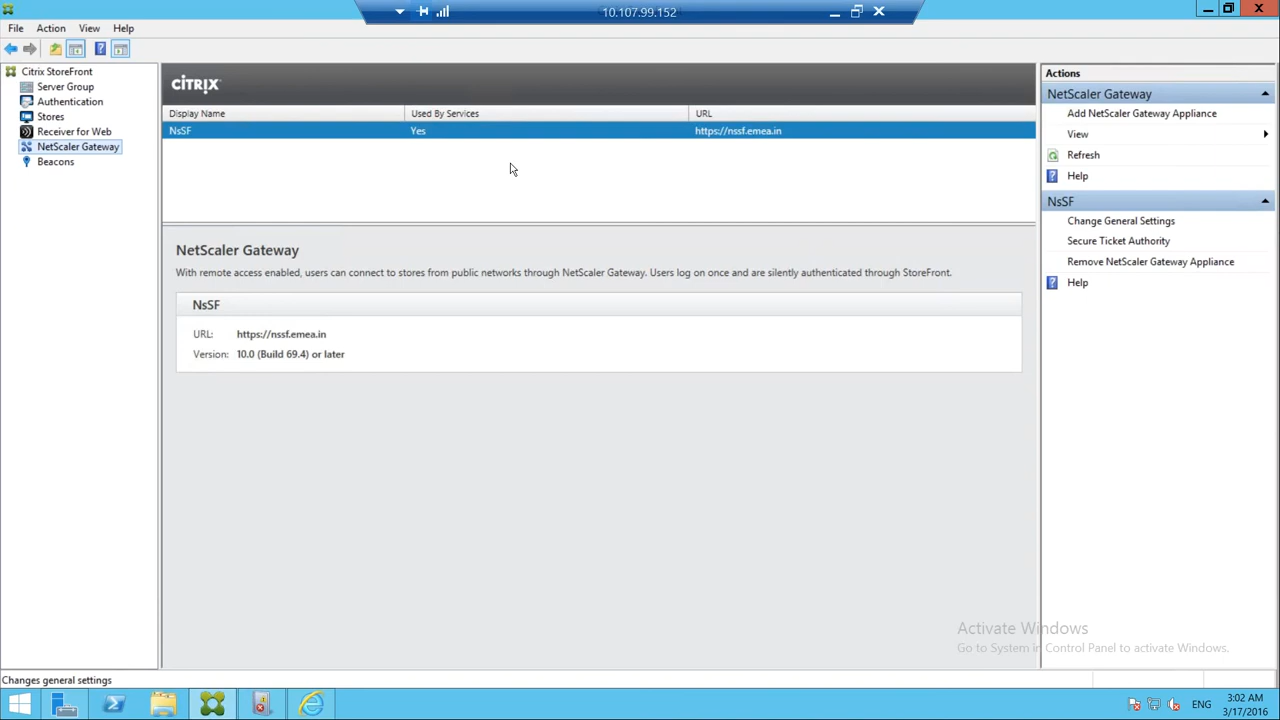 10.107.99.152
File Action View Help
Citrix StoreFront
Server Group
Authentication
Stores
Receiver for Web
NetScaler Gateway
Beacons
CITRIX
Display Name Used By Services URL
NsSF Yes https://nssf.emea.in
NetScaler Gateway
With remote access enabled, users can connect to stores from public networks through NetScaler Gateway. Users log on once and are silently authenticated through StoreFront.
NsSF
URL: https://nssf.emea.in
Version: 10.0 (Build 69.4) or later
Actions
NetScaler Gateway
Add NetScaler Gateway Appliance
View
Refresh
Help
NsSF
Change General Settings
Secure Ticket Authority
Remove NetScaler Gateway Appliance
Help
Activate Windows
Go to System in Control Panel to activate Windows.
Changes general settings
ENG
3:02 AM
3/17/2016